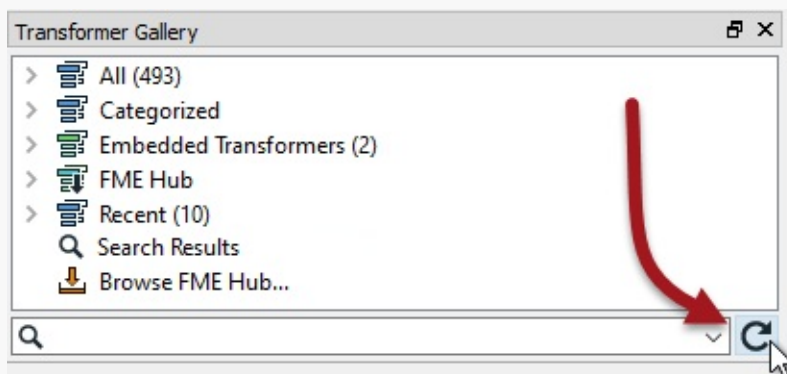 Transformer Gallery
All (493)
Categorized
Embedded Transformers (2)
FME Hub
Recent (10)
Search Results
Browse FME Hub...